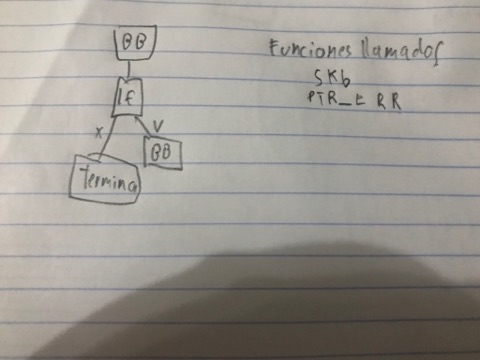 BB
If
X
V
BB
Termina
Funciones llamados
SKb
PTR_ERR